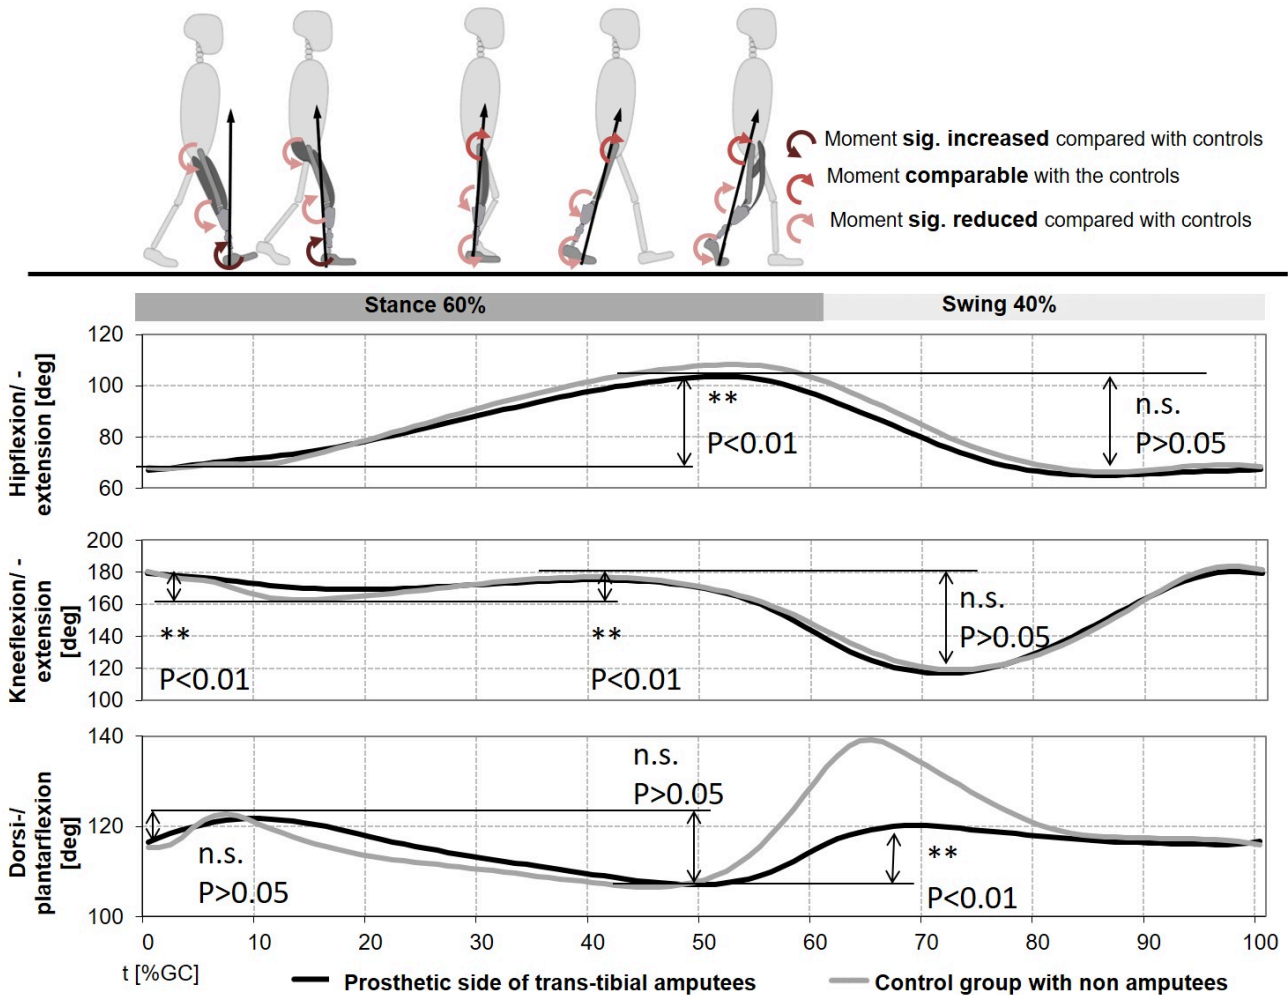 Moment sig. increased compared with controls
Moment comparable with the controls
Moment sig. reduced compared with controls
Stance 60%
Swing 40%
Hipflexion/ -
extension [deg]
120
100
80
60
**
P<0.01
n.s.
P>0.05
Kneeflexion/ -
extension
[deg]
200
180
160
140
120
100
**
P<0.01
**
P<0.01
n.s.
P>0.05
Dorsi-/
plantarflexion
[deg]
140
120
100
n.s.
P>0.05
n.s.
P>0.05
**
P<0.01
0 10 20 30 40 50 60 70 80 90 100
t [%GC]
Prosthetic side of trans-tibial amputees
Control group with non amputees